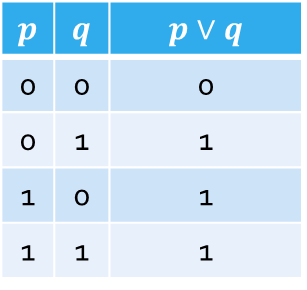 p q p ∨ q
0 0 0
0 1 1
1 0 1
1 1 1